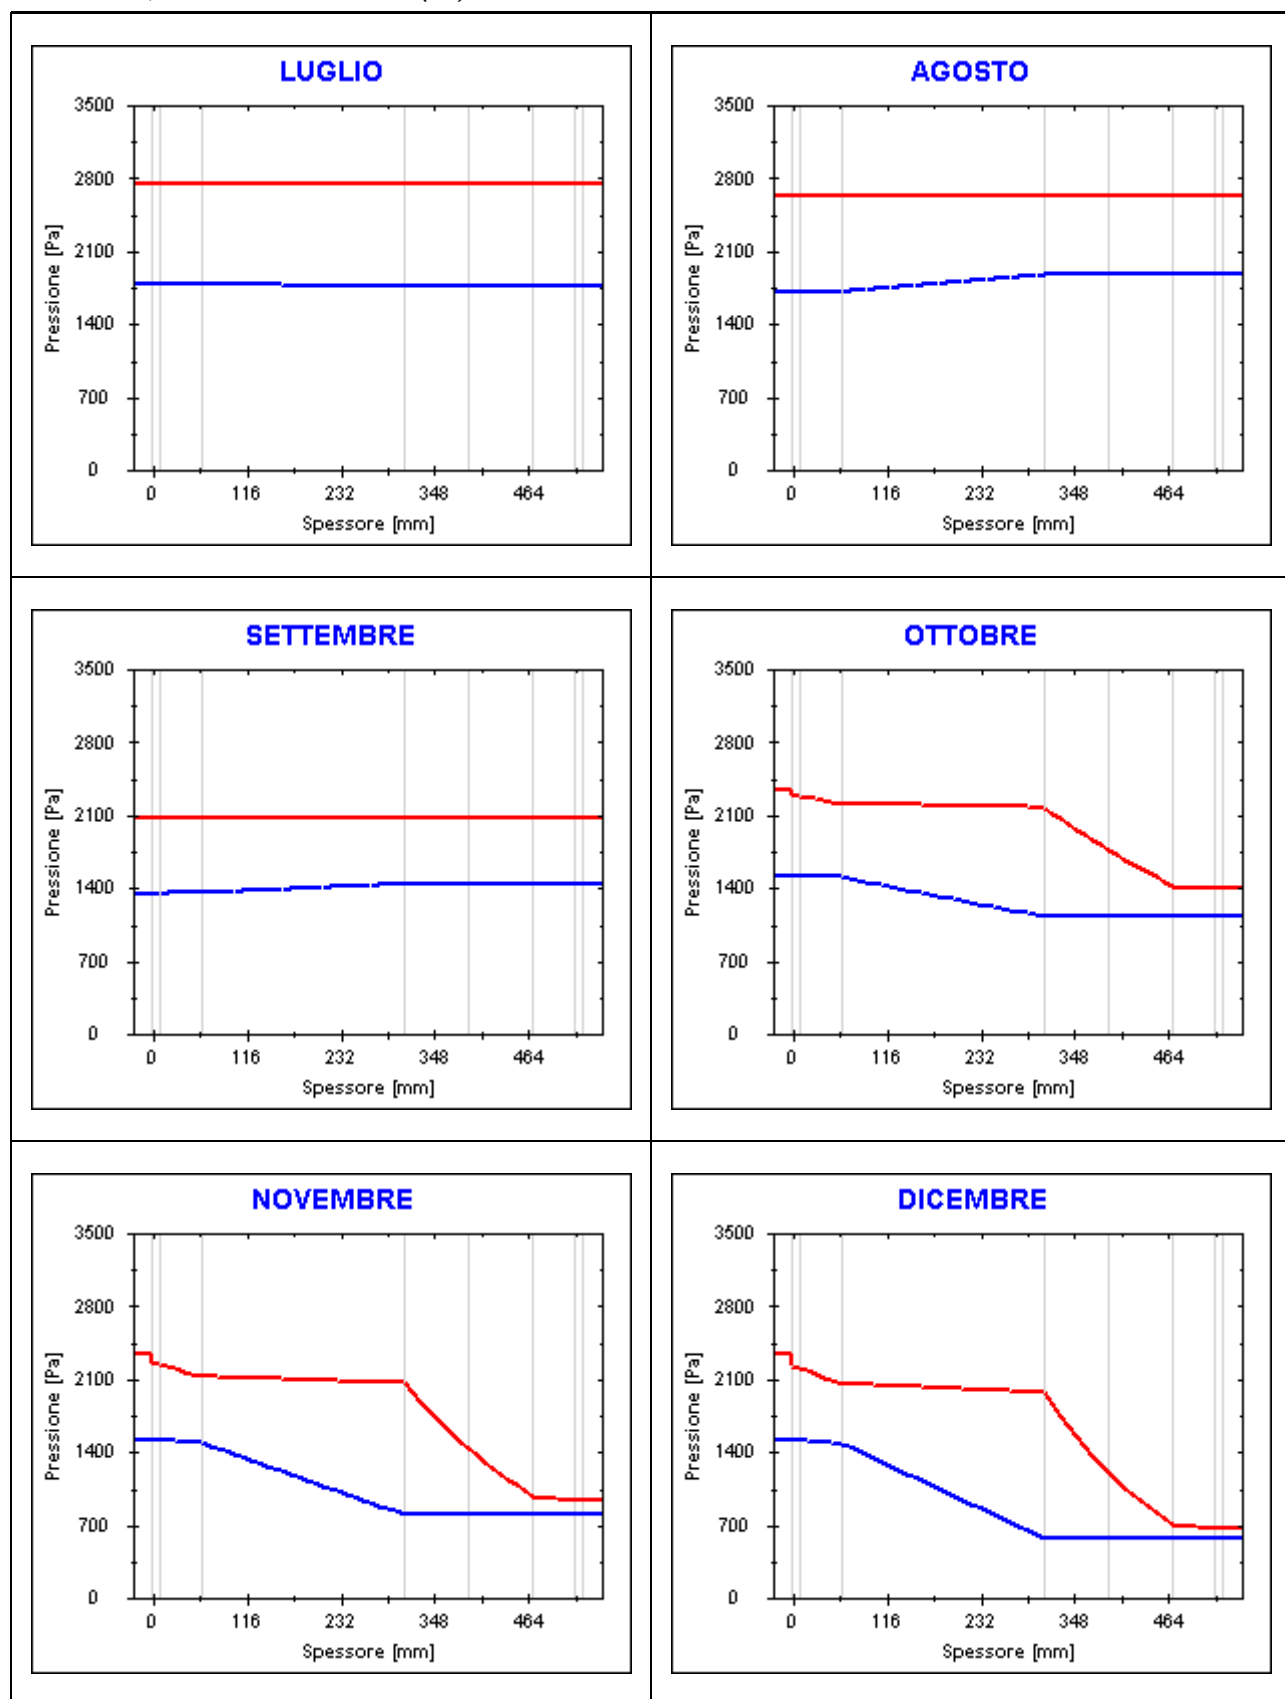 LUGLIO
3500
2800
2100
1400
700
0
Pressione [Pa]
0 116 232 348 464
Spessore [mm]
AGOSTO
3500
2800
2100
1400
700
0
Pressione [Pa]
0 116 232 348 464
Spessore [mm]
SETTEMBRE
3500
2800
2100
1400
700
0
Pressione [Pa]
0 116 232 348 464
Spessore [mm]
OTTOBRE
3500
2800
2100
1400
700
0
Pressione [Pa]
0 116 232 348 464
Spessore [mm]
NOVEMBRE
3500
2800
2100
1400
700
0
Pressione [Pa]
0 116 232 348 464
Spessore [mm]
DICEMBRE
3500
2800
2100
1400
700
0
Pressione [Pa]
0 116 232 348 464
Spessore [mm]